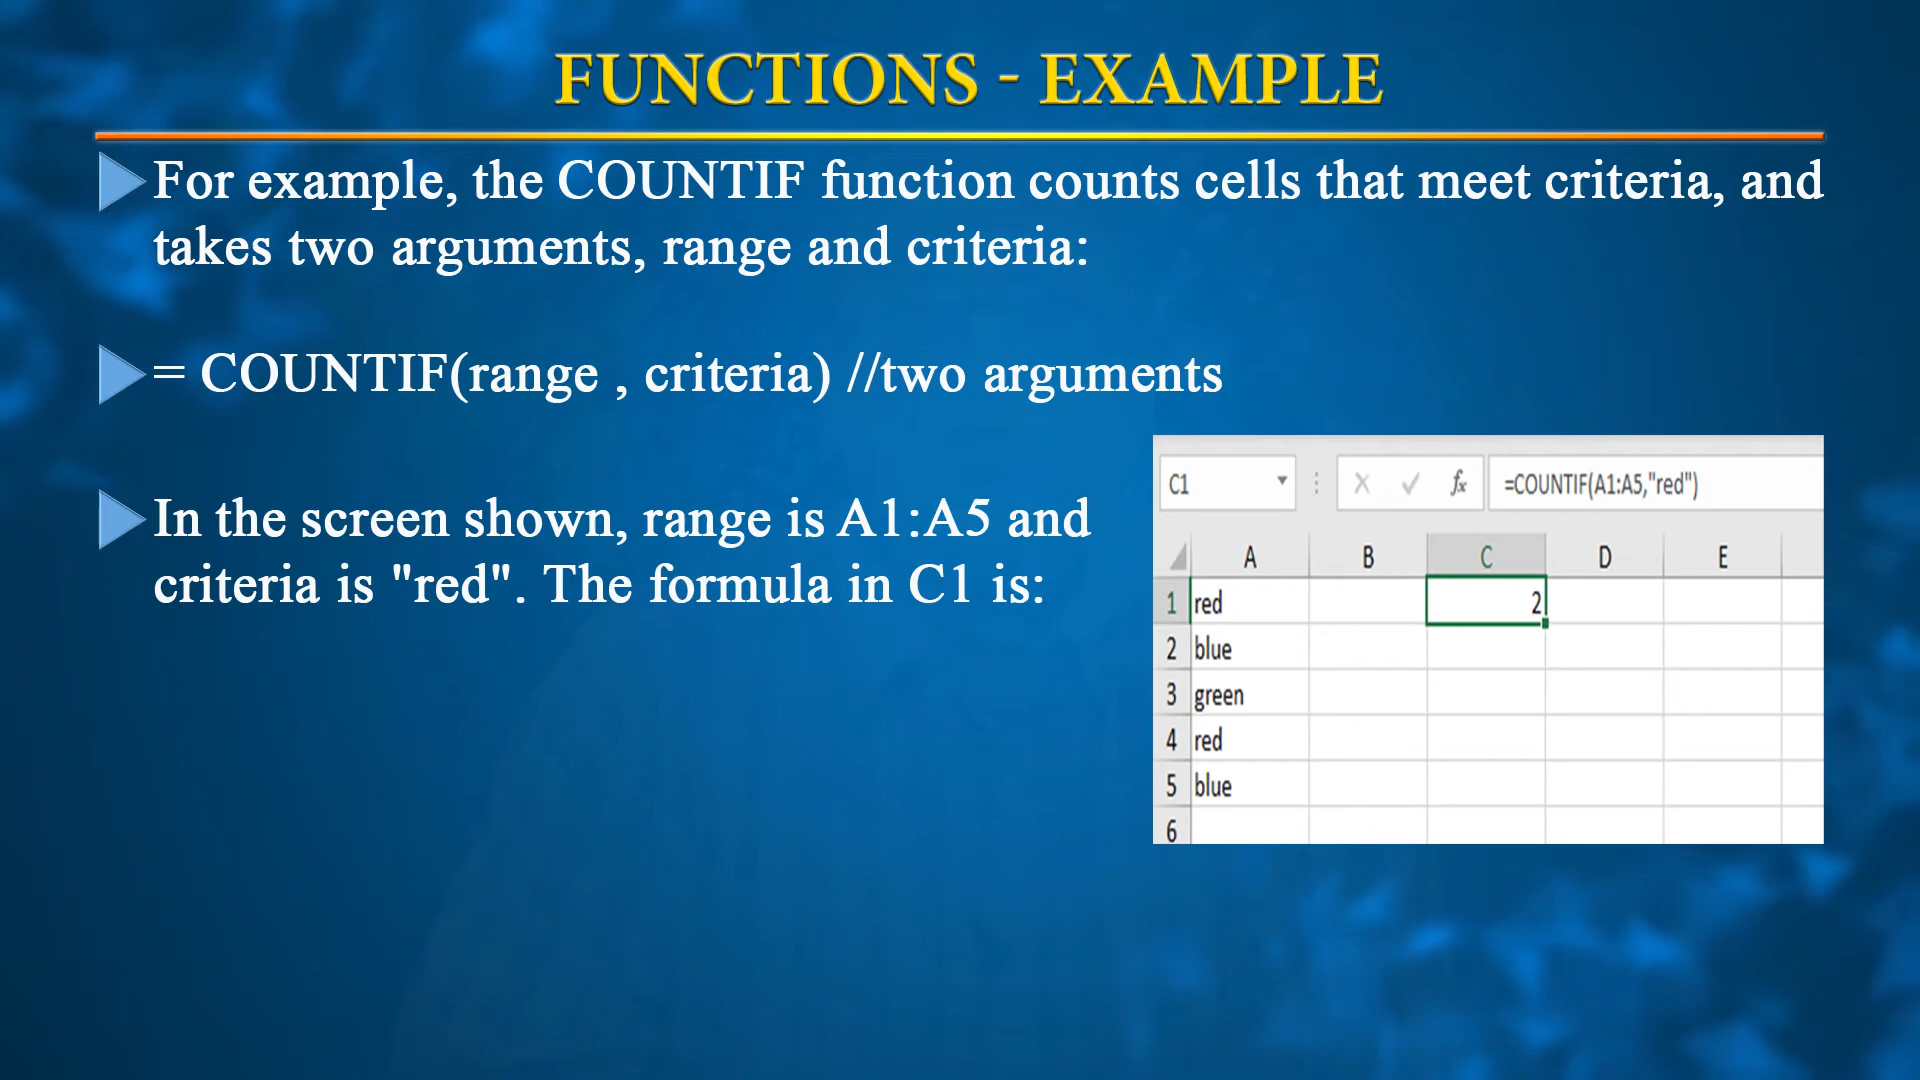 FUNCTIONS - EXAMPLE
For example, the COUNTIF function counts cells that meet criteria, and
takes two arguments, range and criteria:
= COUNTIF(range , criteria) //two arguments
In the screen shown, range is A1:A5 and
criteria is "red". The formula in C1 is:
C1 fx =COUNTIF(A1:A5,"red")
A B C D E
1 red 2
2 blue
3 green
4 red
5 blue
6